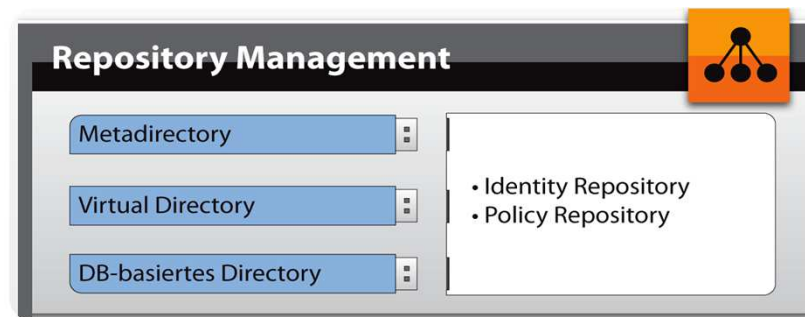 Repository Management
Metadirectory
Virtual Directory
DB-basiertes Directory
• Identity Repository
• Policy Repository